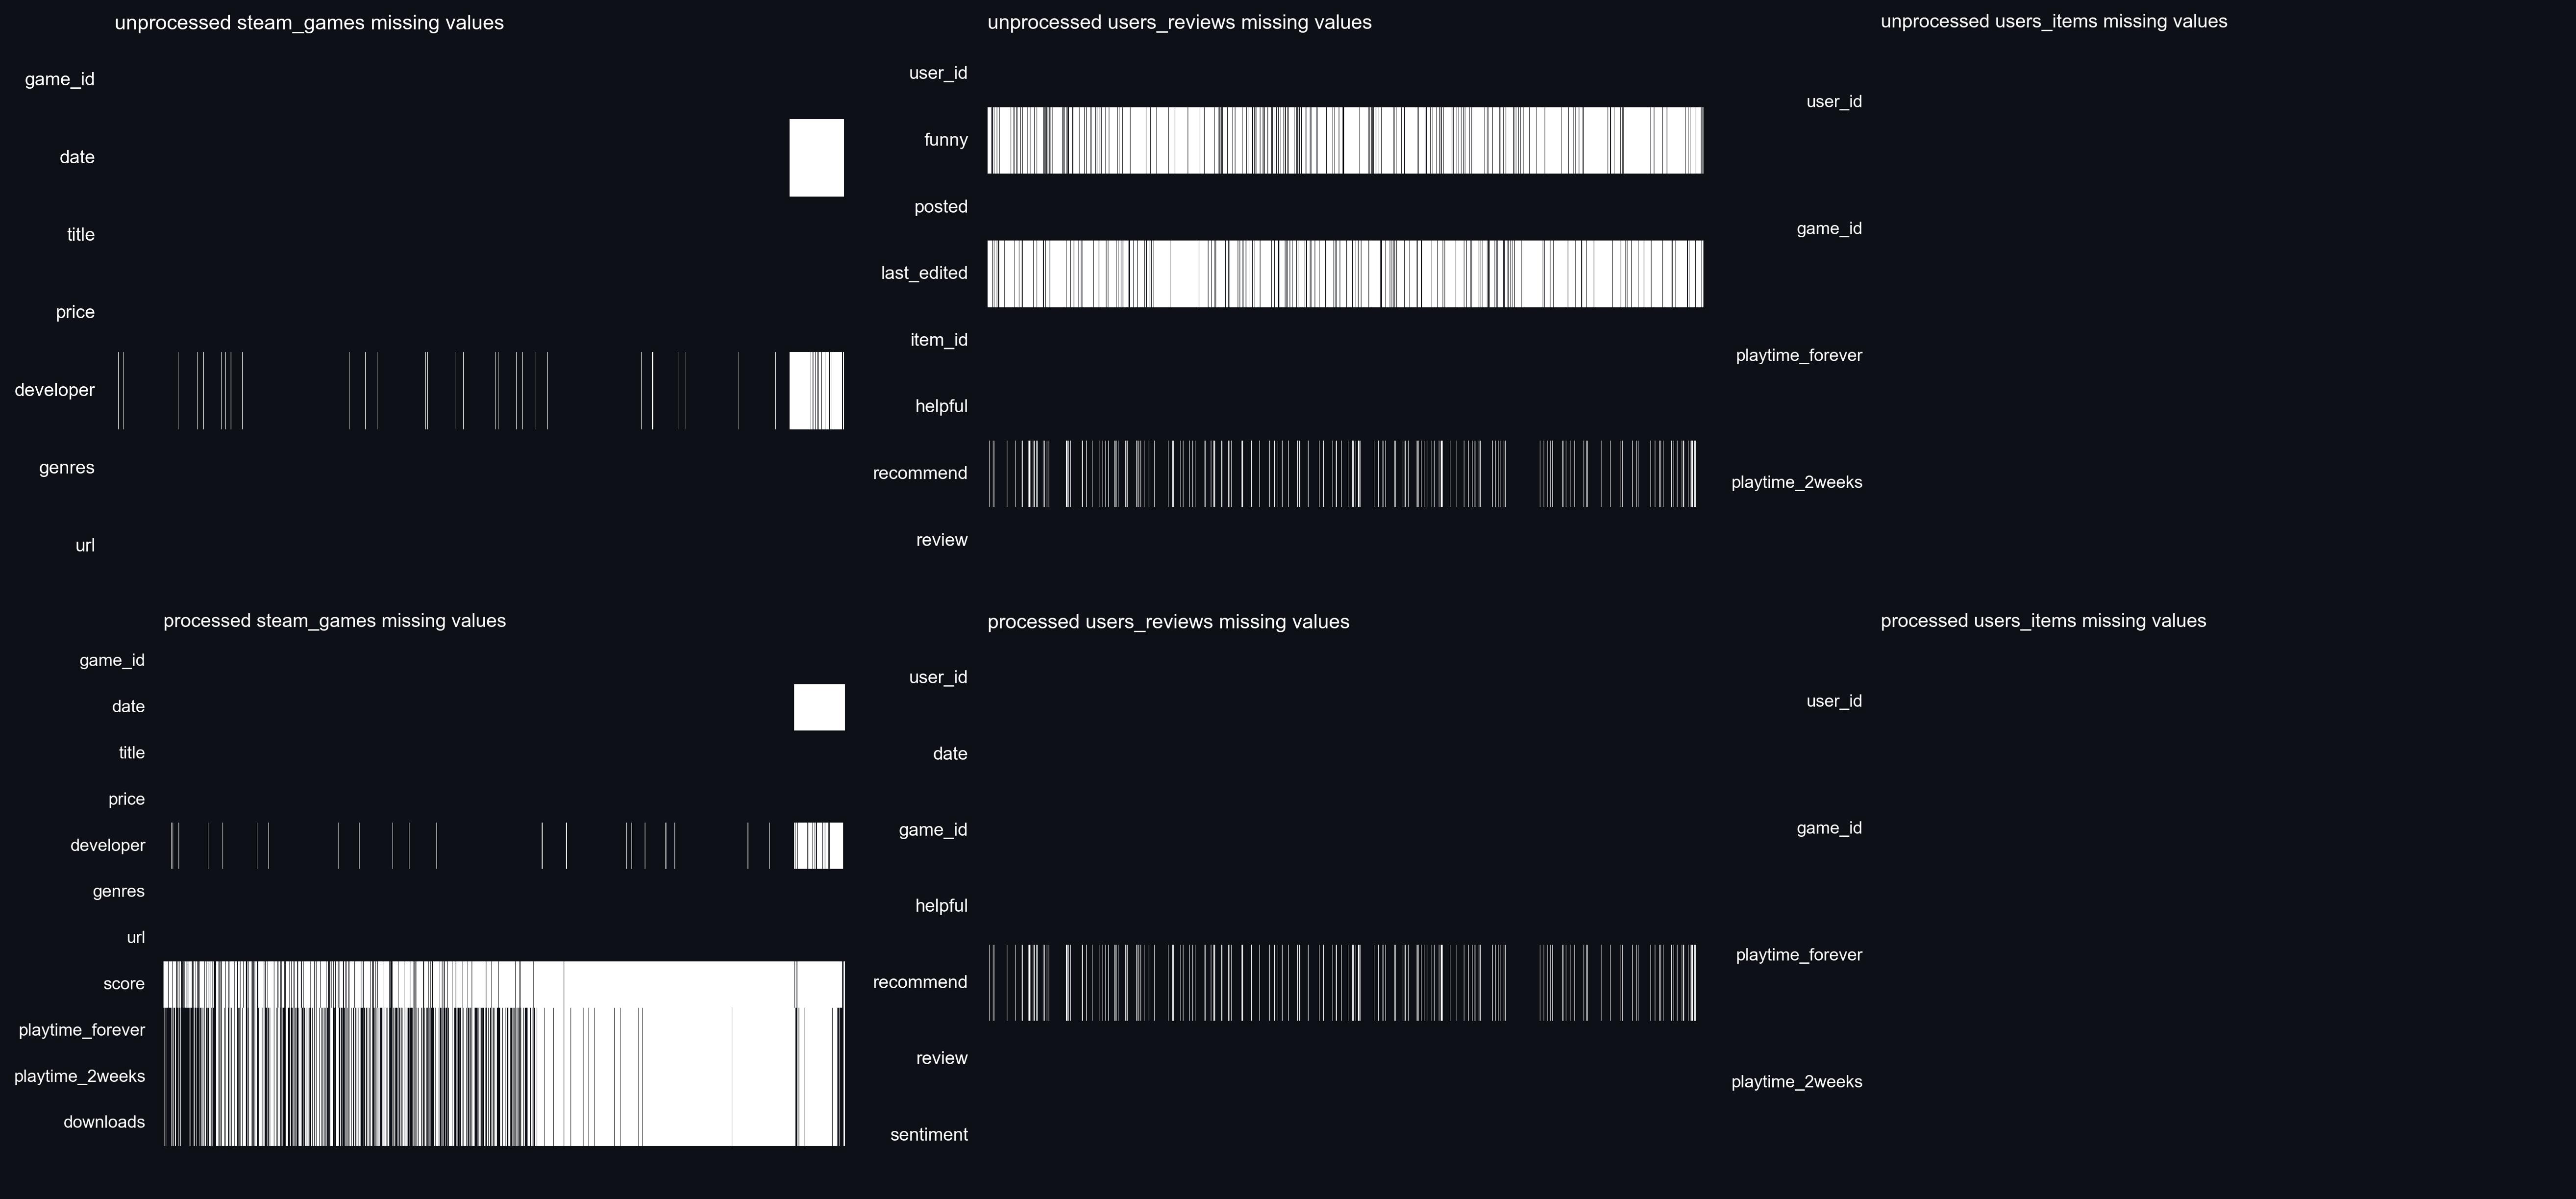 unprocessed steam_games missing values
game_id
date
title
price
developer
genres
url
unprocessed users_reviews missing values
user_id
funny
posted
last_edited
item_id
helpful
recommend
review
unprocessed users_items missing values
user_id
game_id
playtime_forever
playtime_2weeks
processed steam_games missing values
game_id
date
title
price
developer
genres
url
score
playtime_forever
playtime_2weeks
downloads
processed users_reviews missing values
user_id
date
game_id
helpful
recommend
review
sentiment
processed users_items missing values
user_id
game_id
playtime_forever
playtime_2weeks